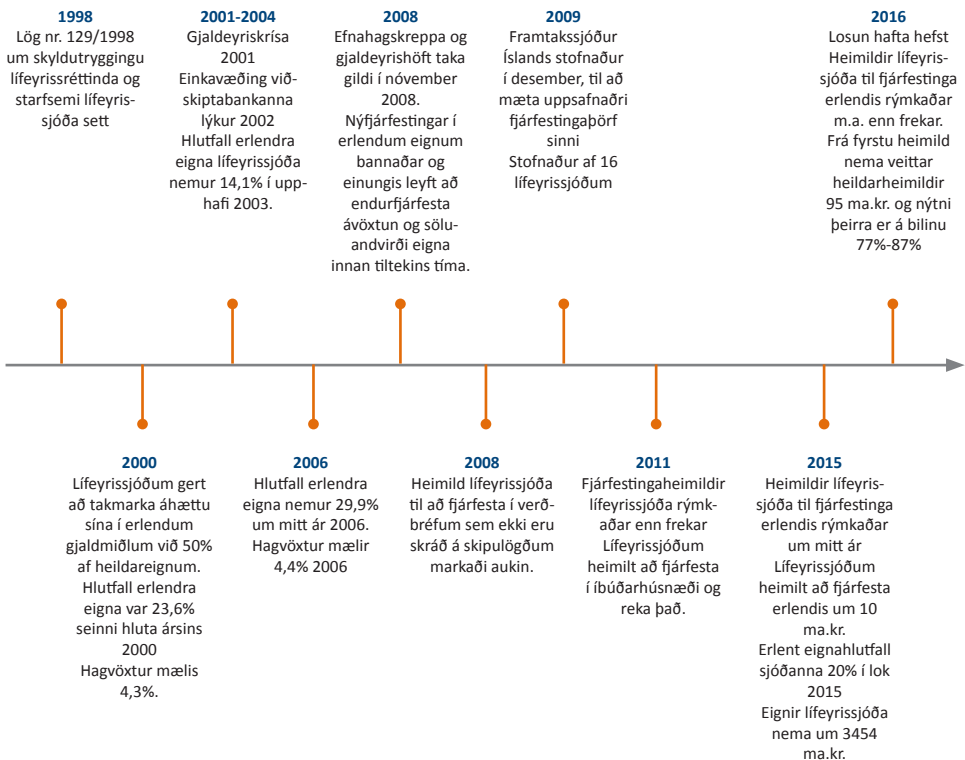 1998
Lög nr. 129/1998
um skyldutryggingu
lífeyrissréttinda og
starfsemi lífeyris-
sjóða sett
2001-2004
Gjaldeyriskrísa
2001
Einkavæðing við-
skiptabankanna
lýkur 2002
Hlutfall erlendra
eigna lífeyrissjóða
nemur 14,1% í upp-
hafi 2003.
2008
Efnahagskreppa og
gjaldeyrishöft taka
gildi í nóvember
2008.
Nýfjárfestingar í
erlendum eignum
bannaðar og
einungis leyft að
endurfjárfesta
ávöxtun og sölu-
andvirði eigna
innan tiltekins tíma.
2009
Framtakssjóður
Íslands stofnaður
í desember, til að
mæta uppsafnaðri
fjárfestingaþörf
sinni
Stofnaður af 16
lífeyrissjóðum
2016
Losun hafta hefst
Heimildir lífeyris-
sjóða til fjárfestinga
erlendis rýmkaðar
m.a. enn frekar.
Frá fyrstu heimild
nema veittar
heildarheimildir
95 ma.kr. og nýtni
þeirra er á bilinu
77%-87%
2000
Lífeyrissjóðum gert
að takmarka áhættu
sína í erlendum
gjaldmiðlum við 50%
af heildareignum.
Hlutfall erlendra
eigna var 23,6%
seinni hluta ársins
2000
Hagvöxtur mælis
4,3%.
2006
Hlutfall erlendra
eigna nemur 29,9%
um mitt ár 2006.
Hagvöxtur mælir
4,4% 2006
2008
Heimild lífeyrissjóða
til að fjárfesta í verð-
bréfum sem ekki eru
skráð á skipulögðum
markaði aukin.
2011
Fjárfestingaheimildir
lífeyrissjóða rýmk-
aðar enn frekar
Lífeyrissjóðum
heimilt að fjárfesta
í íbúðarhúsnæði og
reka það.
2015
Heimildir lífeyris-
sjóða til fjárfestinga
erlendis rýmkaðar
um mitt ár
Lífeyrissjóðum
heimilt að fjárfesta
erlendis um 10
ma.kr.
Erlent eignahlutfall
sjóðanna 20% í lok
2015
Eignir lífeyrissjóða
nema um 3454
ma.kr.